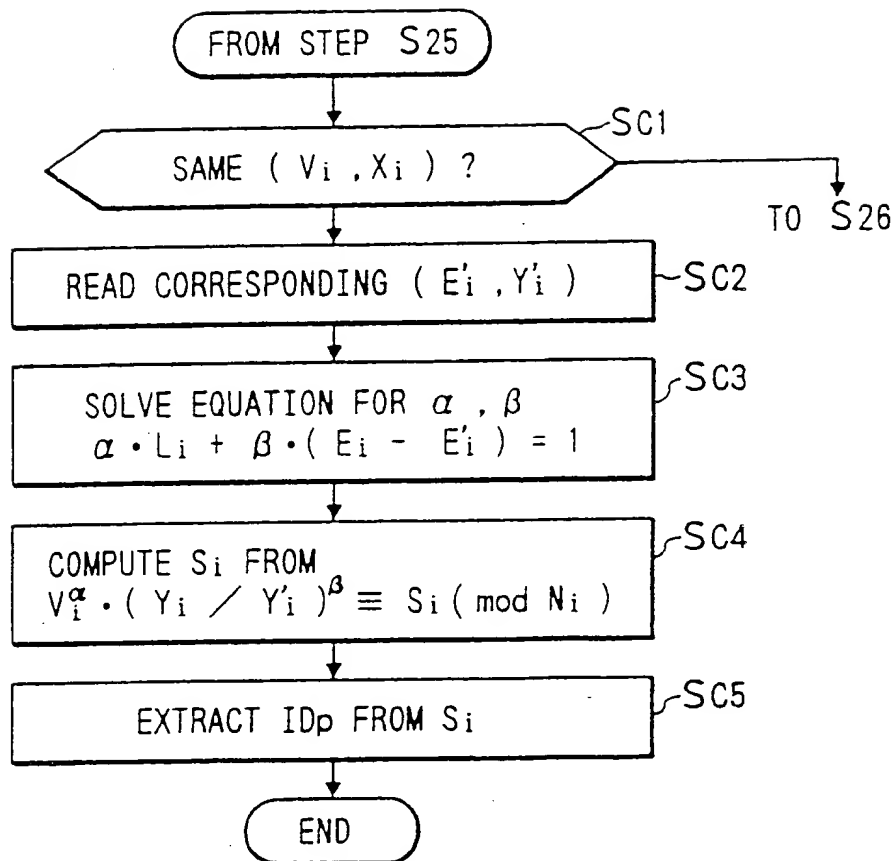 FROM STEP S25
SC1
SAME ( Vi , Xi ) ?
TO S26
READ CORRESPONDING ( E'i , Y'i )
SC2
SC3
SOLVE EQUATION FOR α , β
α · Li + β · ( Ei − E'i ) = 1
SC4
COMPUTE Si FROM
Vi^α · ( Yi / Y'i )^β ≡ Si ( mod Ni )
SC5
EXTRACT IDp FROM Si
END